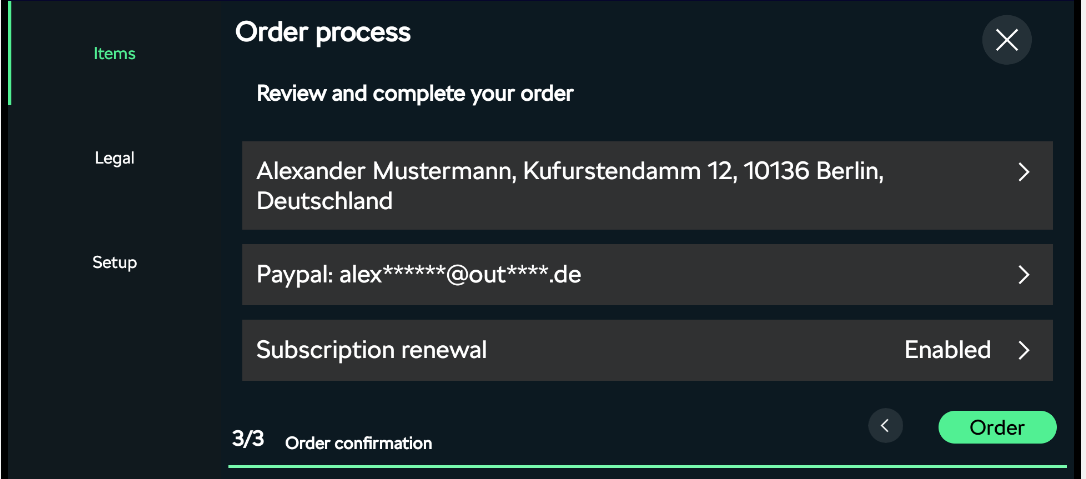 Items
Legal
Setup
Order process
Review and complete your order
Alexander Mustermann, Kufurstendamm 12, 10136 Berlin,
Deutschland
Paypal: alex******@out****.de
Subscription renewal Enabled
3/3 Order confirmation
Order